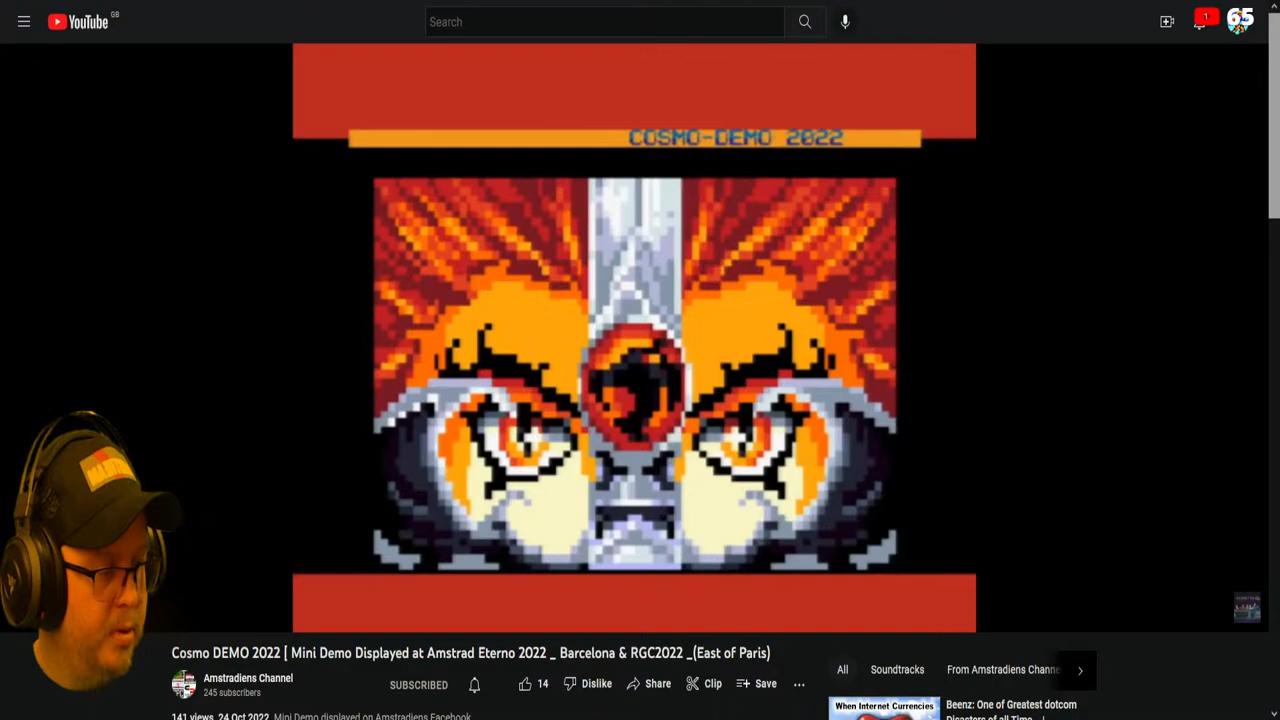 YouTube GB
Search
1
65
COSMO-DEMO 2022
Cosmo DEMO 2022 [ Mini Demo Displayed at Amstrad Eterno 2022 _ Barcelona & RGC2022 _(East of Paris)
Amstradiens Channel
245 subscribers
SUBSCRIBED
14
Dislike
Share
Clip
Save
All
Soundtracks
From Amstradiens Channe
141 views, 24 Oct 2022 Mini Demo displayed on Amstradiens Facebook
When Internet Currencies
Beenz: One of Greatest dotcom
Disasters of all Time